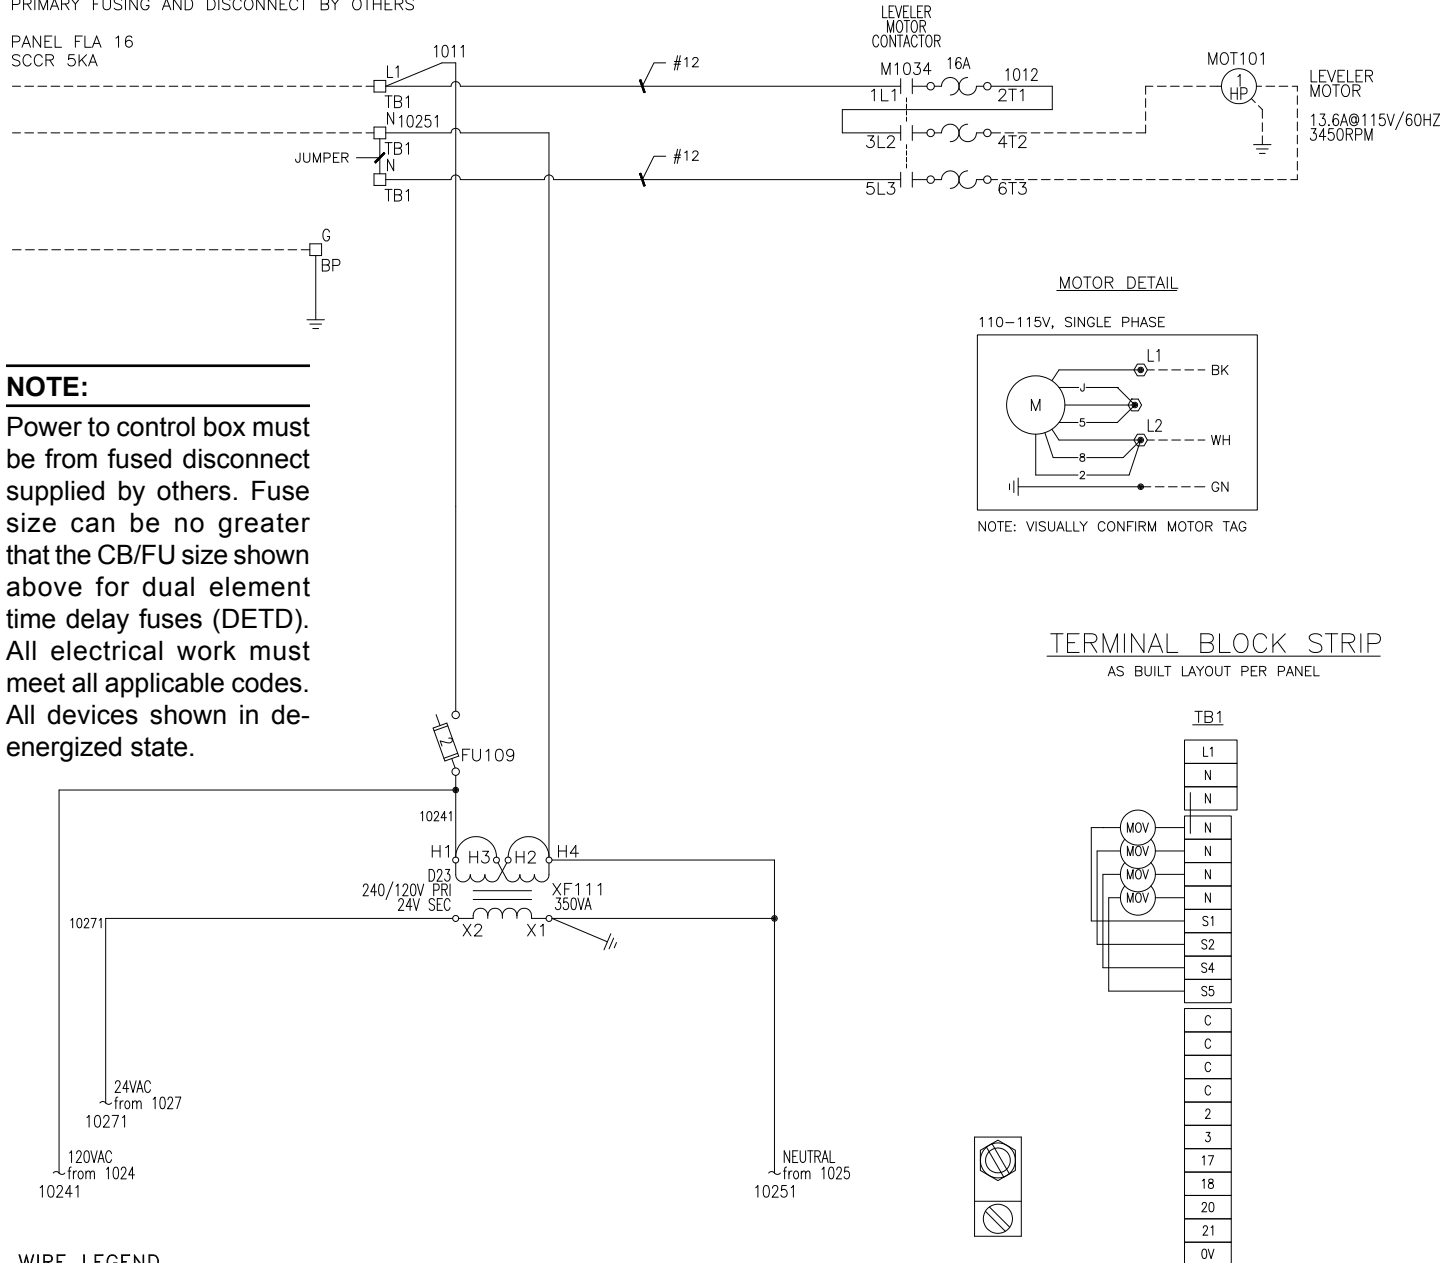 PRIMARY FUSING AND DISCONNECT BY OTHERS
PANEL FLA 16
SCCR 5KA
L1
1011
TB1
N
10251
JUMPER
TB1
N
TB1
#12
#12
LEVELER
MOTOR
CONTACTOR
M1034
16A
1012
1L1
2T1
3L2
4T2
5L3
6T3
MOT101
1
HP
LEVELER
MOTOR
13.6A@115V/60HZ
3450RPM
G
BP
MOTOR DETAIL
110-115V, SINGLE PHASE
M
J
5
8
2
L1
BK
L2
WH
GN
NOTE: VISUALLY CONFIRM MOTOR TAG
NOTE:
Power to control box must
be from fused disconnect
supplied by others. Fuse
size can be no greater
that the CB/FU size shown
above for dual element
time delay fuses (DETD).
All electrical work must
meet all applicable codes.
All devices shown in de-
energized state.
2
FU109
10241
H1
H3
H2
H4
D23
240/120V PRI
24V SEC
XF111
350VA
X2
X1
10271
24VAC
from 1027
10271
120VAC
from 1024
10241
NEUTRAL
from 1025
10251
TERMINAL BLOCK STRIP
AS BUILT LAYOUT PER PANEL
TB1
L1
N
N
MOV
N
MOV
N
MOV
N
MOV
N
S1
S2
S4
S5
C
C
C
C
2
3
17
18
20
21
0V
WIRE LEGEND